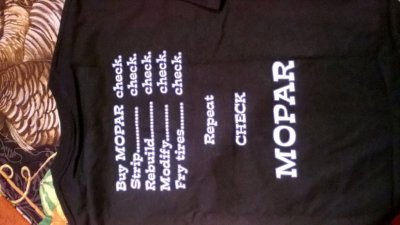 Buy MOPAR check.
Strip............. check.
Rebuild......... check.
Modify.......... check.
Fry tires........ check.
Repeat
CHECK
MOPAR